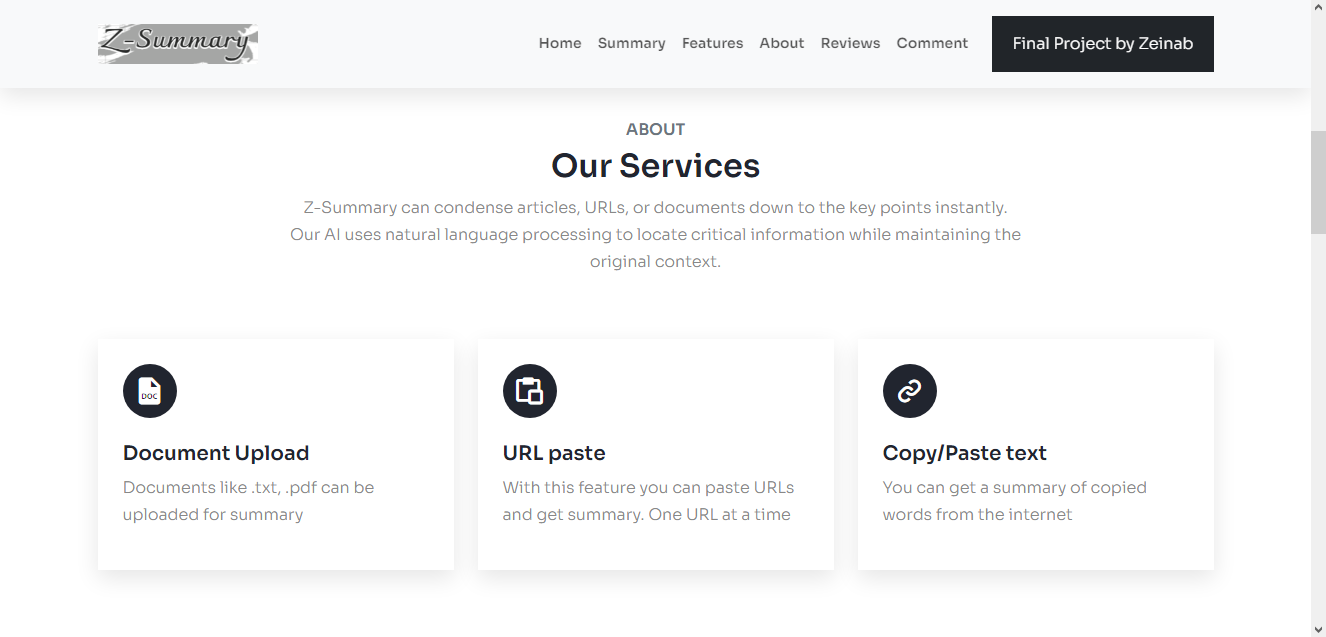 Z-Summary
Home Summary Features About Reviews Comment Final Project by Zeinab
ABOUT
Our Services
Z-Summary can condense articles, URLs, or documents down to the key points instantly.
Our AI uses natural language processing to locate critical information while maintaining the
original context.
DOC
Document Upload
Documents like .txt, .pdf can be
uploaded for summary
URL paste
With this feature you can paste URLs
and get summary. One URL at a time
Copy/Paste text
You can get a summary of copied
words from the internet